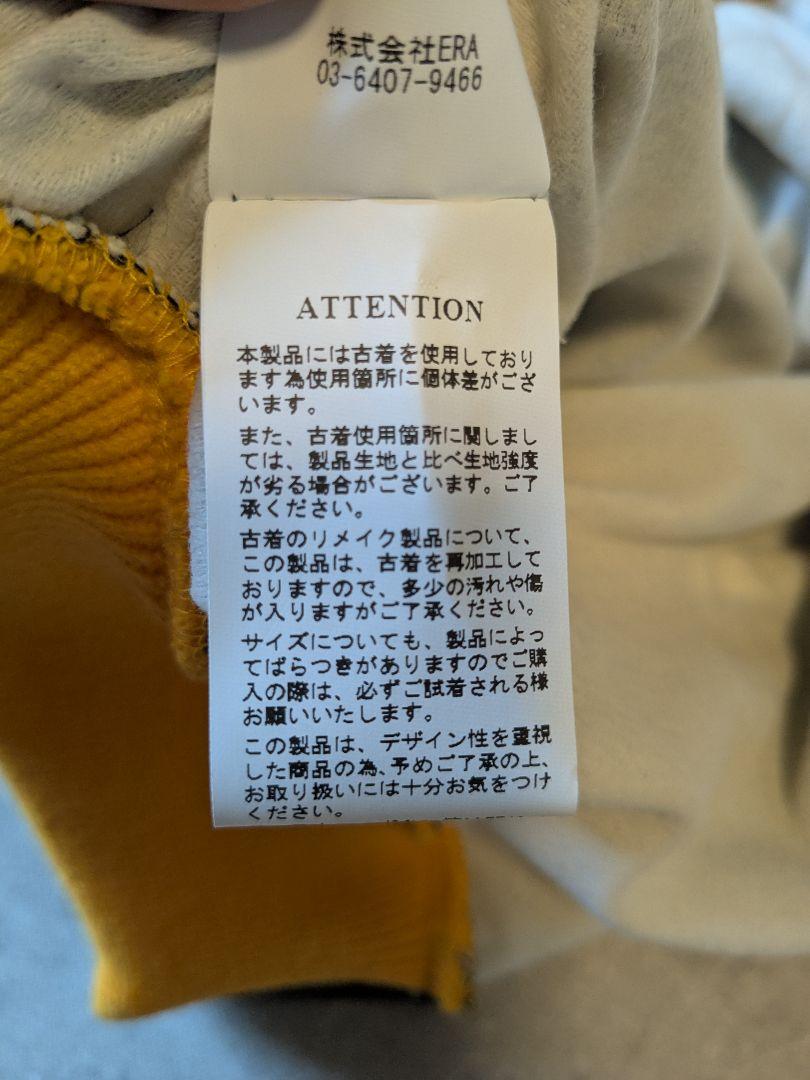 株式会社ERA
03-6407-9466
ATTENTION
本製品には古着を使用しており
ます為使用箇所に個体差がござ
います。
また、古着使用箇所に関しまし
ては、製品生地と比べ生地強度
が劣る場合がございます。ご了
承ください。
古着のリメイク製品について、
この製品は、古着を再加工して
おりますので、多少の汚れや傷
が入りますがご了承ください。
サイズについても、製品によっ
てばらつきがありますのでご購
入の際は、必ずご試着される様
お願いいたします。
この製品は、デザイン性を重視
した商品の為、予めご了承の上、
お取り扱いには十分お気をつけ
ください。